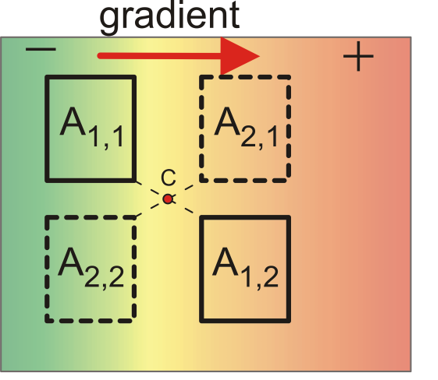 gradient
− +
A1,1 A2,1
C
A2,2 A1,2